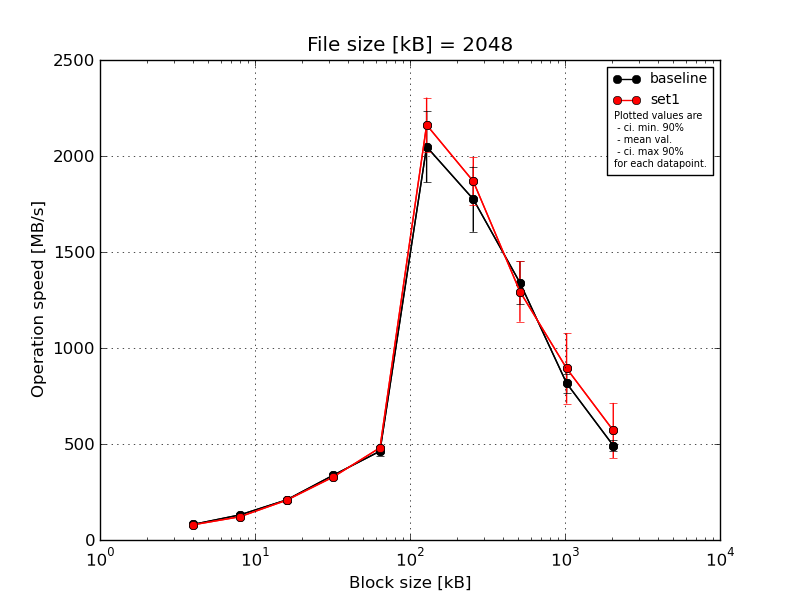 File size [kB] = 2048
2500
2000
1500
1000
500
0
Operation speed [MB/s]
baseline
set1
Plotted values are
- ci. min. 90%
- mean val.
- ci. max 90%
for each datapoint.
10^0 10^1 10^2 10^3 10^4
Block size [kB]